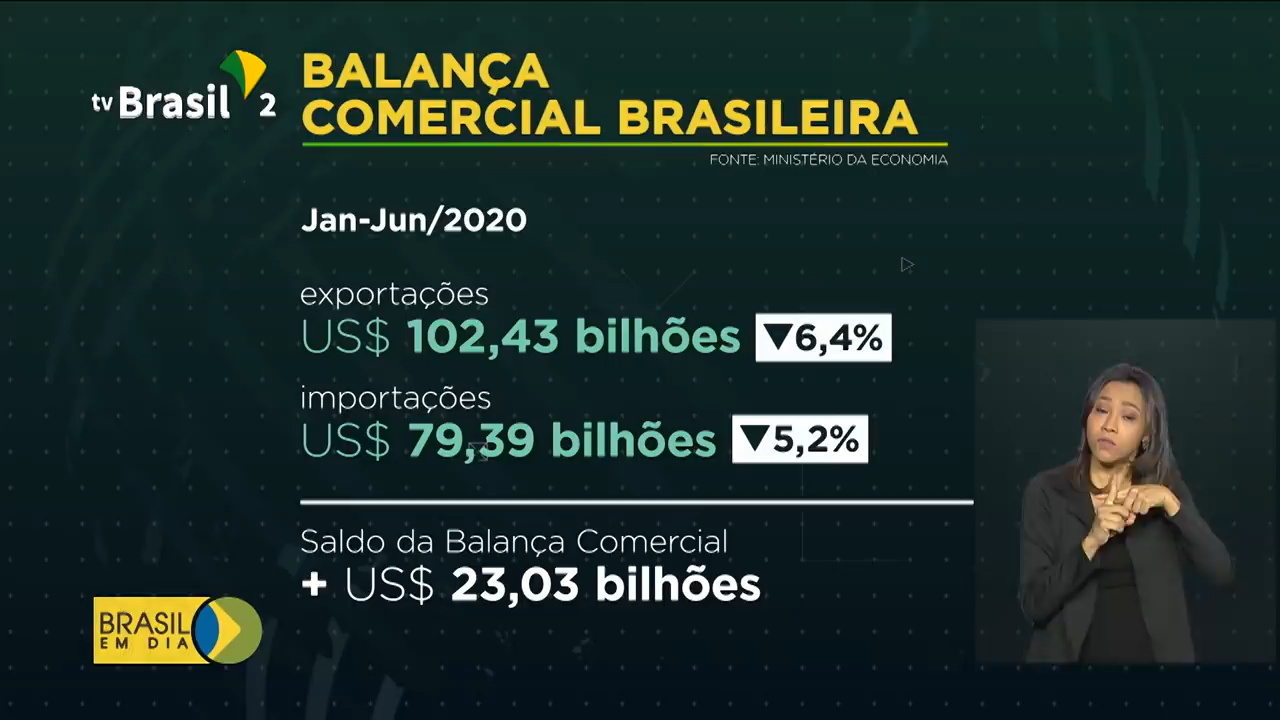 tv Brasil 2
BALANÇA
COMERCIAL BRASILEIRA
FONTE: MINISTÉRIO DA ECONOMIA
Jan-Jun/2020
exportações
US$ 102,43 bilhões ▼6,4%
importações
US$ 79,39 bilhões ▼5,2%
Saldo da Balança Comercial
+ US$ 23,03 bilhões
BRASIL
EM DIA